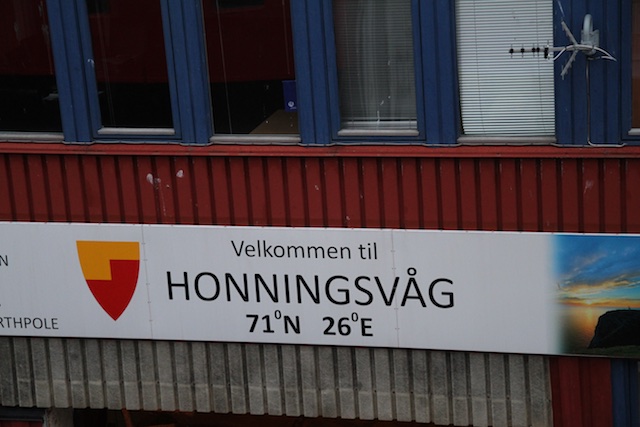 Velkommen til
HONNINGSVÅG
71⁰N 26⁰E
N
RTHPOLE